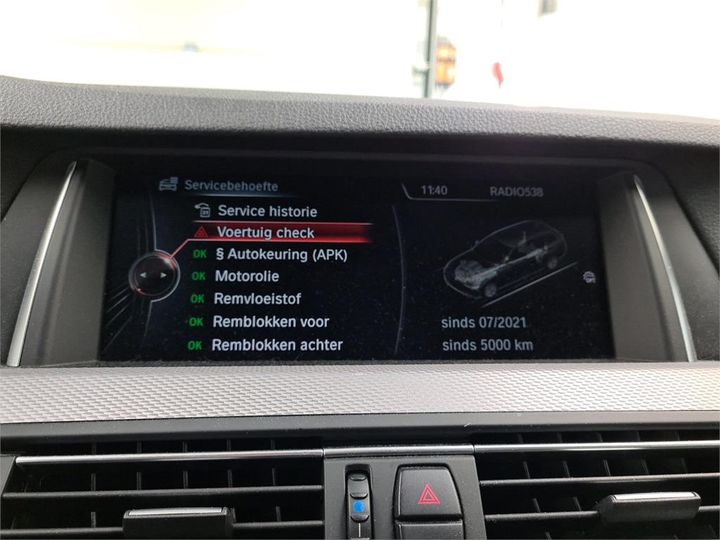 Servicebehoefte
11:40
RADIO538
Service historie
Voertuig check
OK § Autokeuring (APK)
OK Motorolie
OK Remvloeistof
OK Remblokken voor
OK Remblokken achter
sinds 07/2021
sinds 5000 km